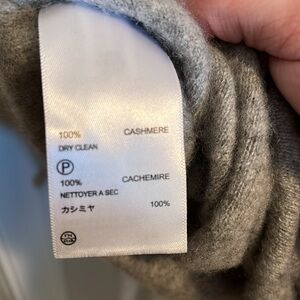 100% CASHMERE
DRY CLEAN
P
100% CACHEMIRE
NETTOYER A SEC
カシミヤ 100%